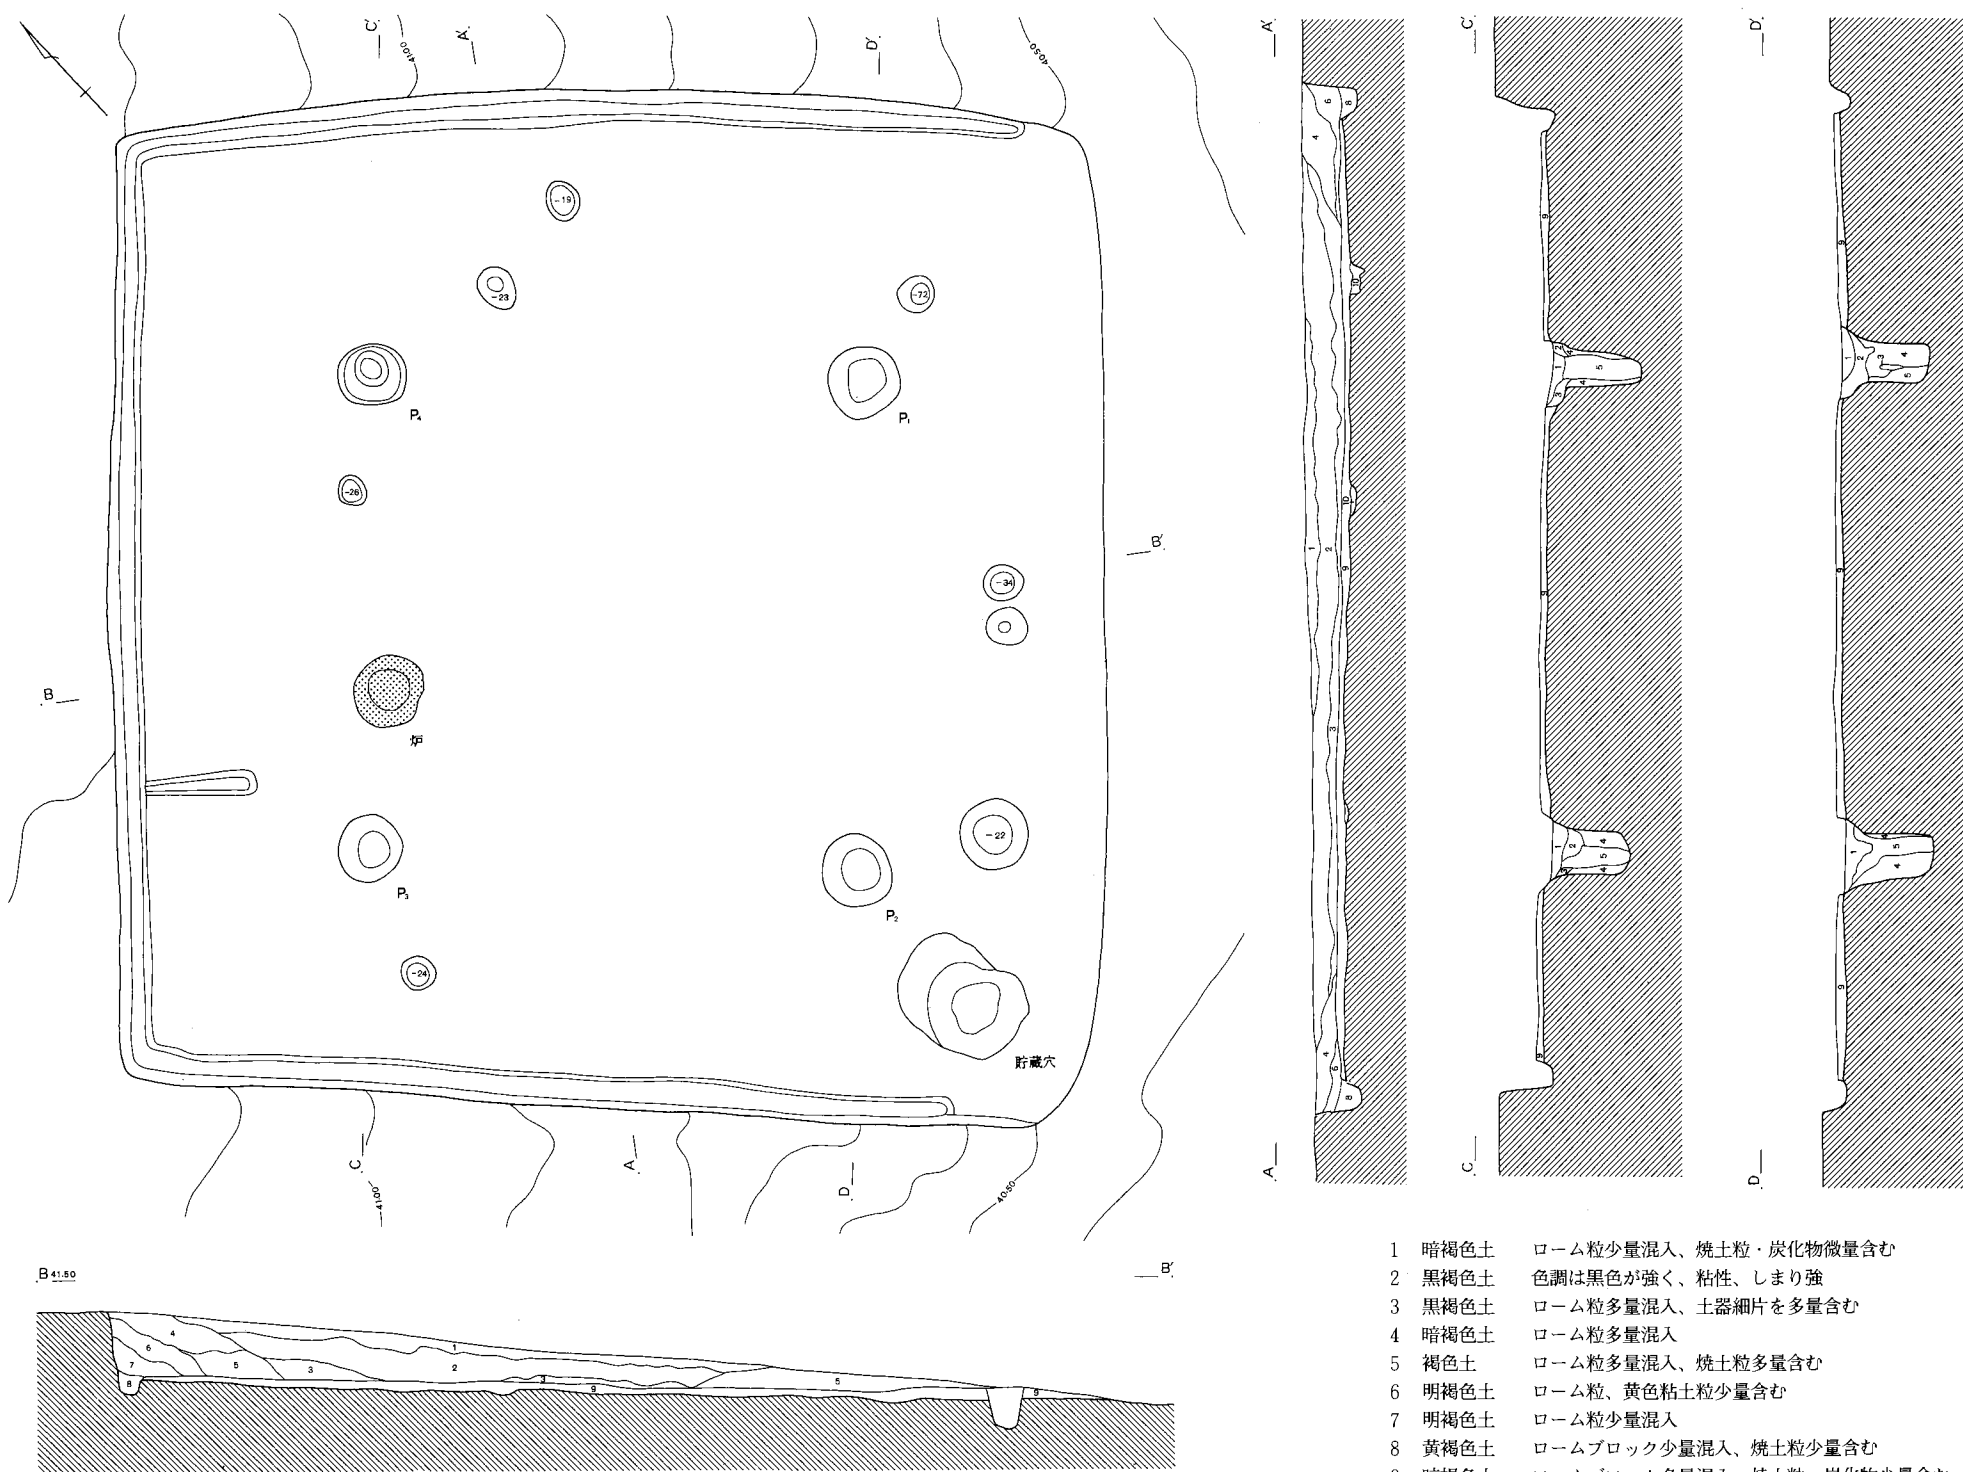 C'
A'
D'
41.00
40.50
-19
-23
-72
P4
P1
-26
B'
-34
B
炉
-22
P3
P2
-24
貯蔵穴
C
A
D
41.00
40.50
A'
C'
D'
A
C
D
B 41.50
B'
1 暗褐色土 ローム粒少量混入、焼土粒・炭化物微量含む
2 黒褐色土 色調は黒色が強く、粘性、しまり強
3 黒褐色土 ローム粒多量混入、土器細片を多量含む
4 暗褐色土 ローム粒多量混入
5 褐色土 ローム粒多量混入、焼土粒多量含む
6 明褐色土 ローム粒、黄色粘土粒少量含む
7 明褐色土 ローム粒少量混入
8 黄褐色土 ロームブロック少量混入、焼土粒少量含む